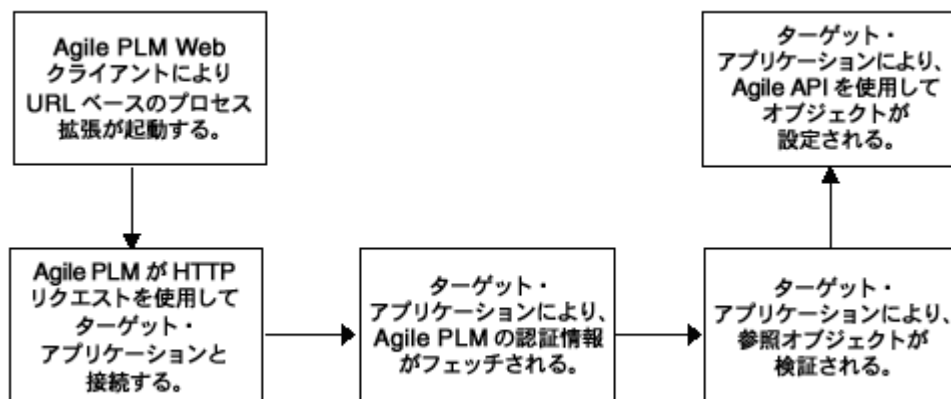 Agile PLM Web
クライアントにより
URL ベースのプロセス
拡張が起動する。
Agile PLM が HTTP
リクエストを使用して
ターゲット・
アプリケーションと
接続する。
ターゲット・
アプリケーションにより、
Agile PLM の認証情報
がフェッチされる。
ターゲット・
アプリケーションにより、
参照オブジェクトが
検証される。
ターゲット・
アプリケーションにより、
Agile API を使用して
オブジェクトが
設定される。